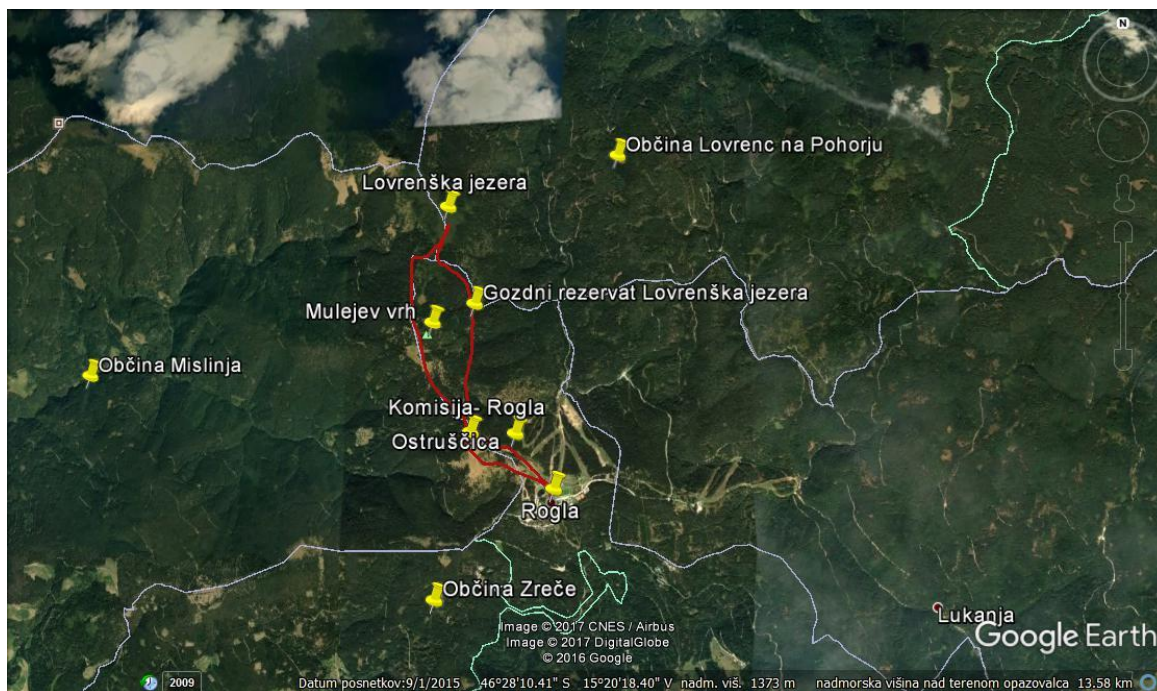 N
Občina Lovrenc na Pohorju
Lovrenška jezera
Gozdni rezervat Lovrenška jezera
Mulejev vrh
Občina Mislinja
Komisija- Rogla
Ostruščica
Rogla
Občina Zreče
Lukanja
Image © 2017 CNES / Airbus
Image © 2017 DigitalGlobe
© 2016 Google
Google Earth
2009
Datum posnetkov:9/1/2015 46°28'10.41" S 15°20'18.40" V nadm. viš. 1373 m nadmorska višina nad terenom opazovalca 13.58 km